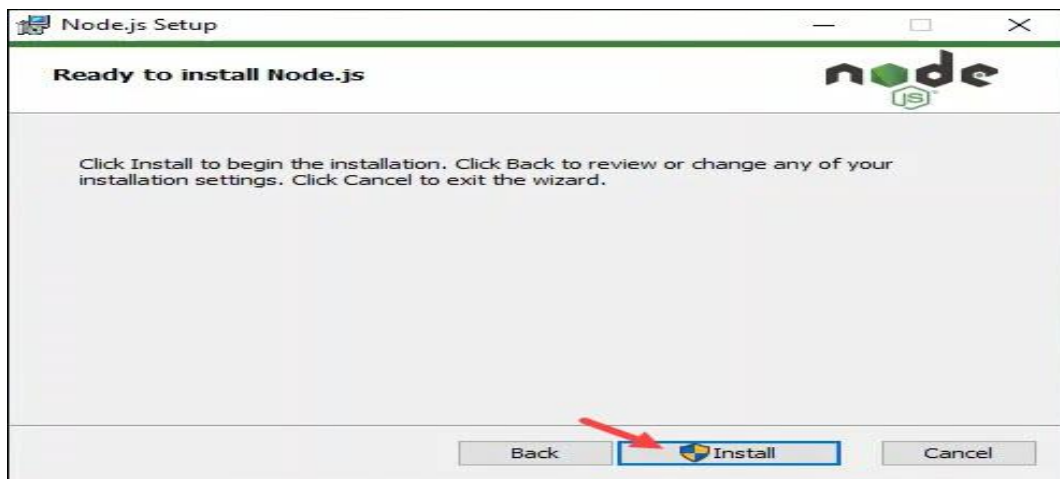 Node.js Setup
Ready to install Node.js
node
JS
Click Install to begin the installation. Click Back to review or change any of your
installation settings. Click Cancel to exit the wizard.
Back
Install
Cancel